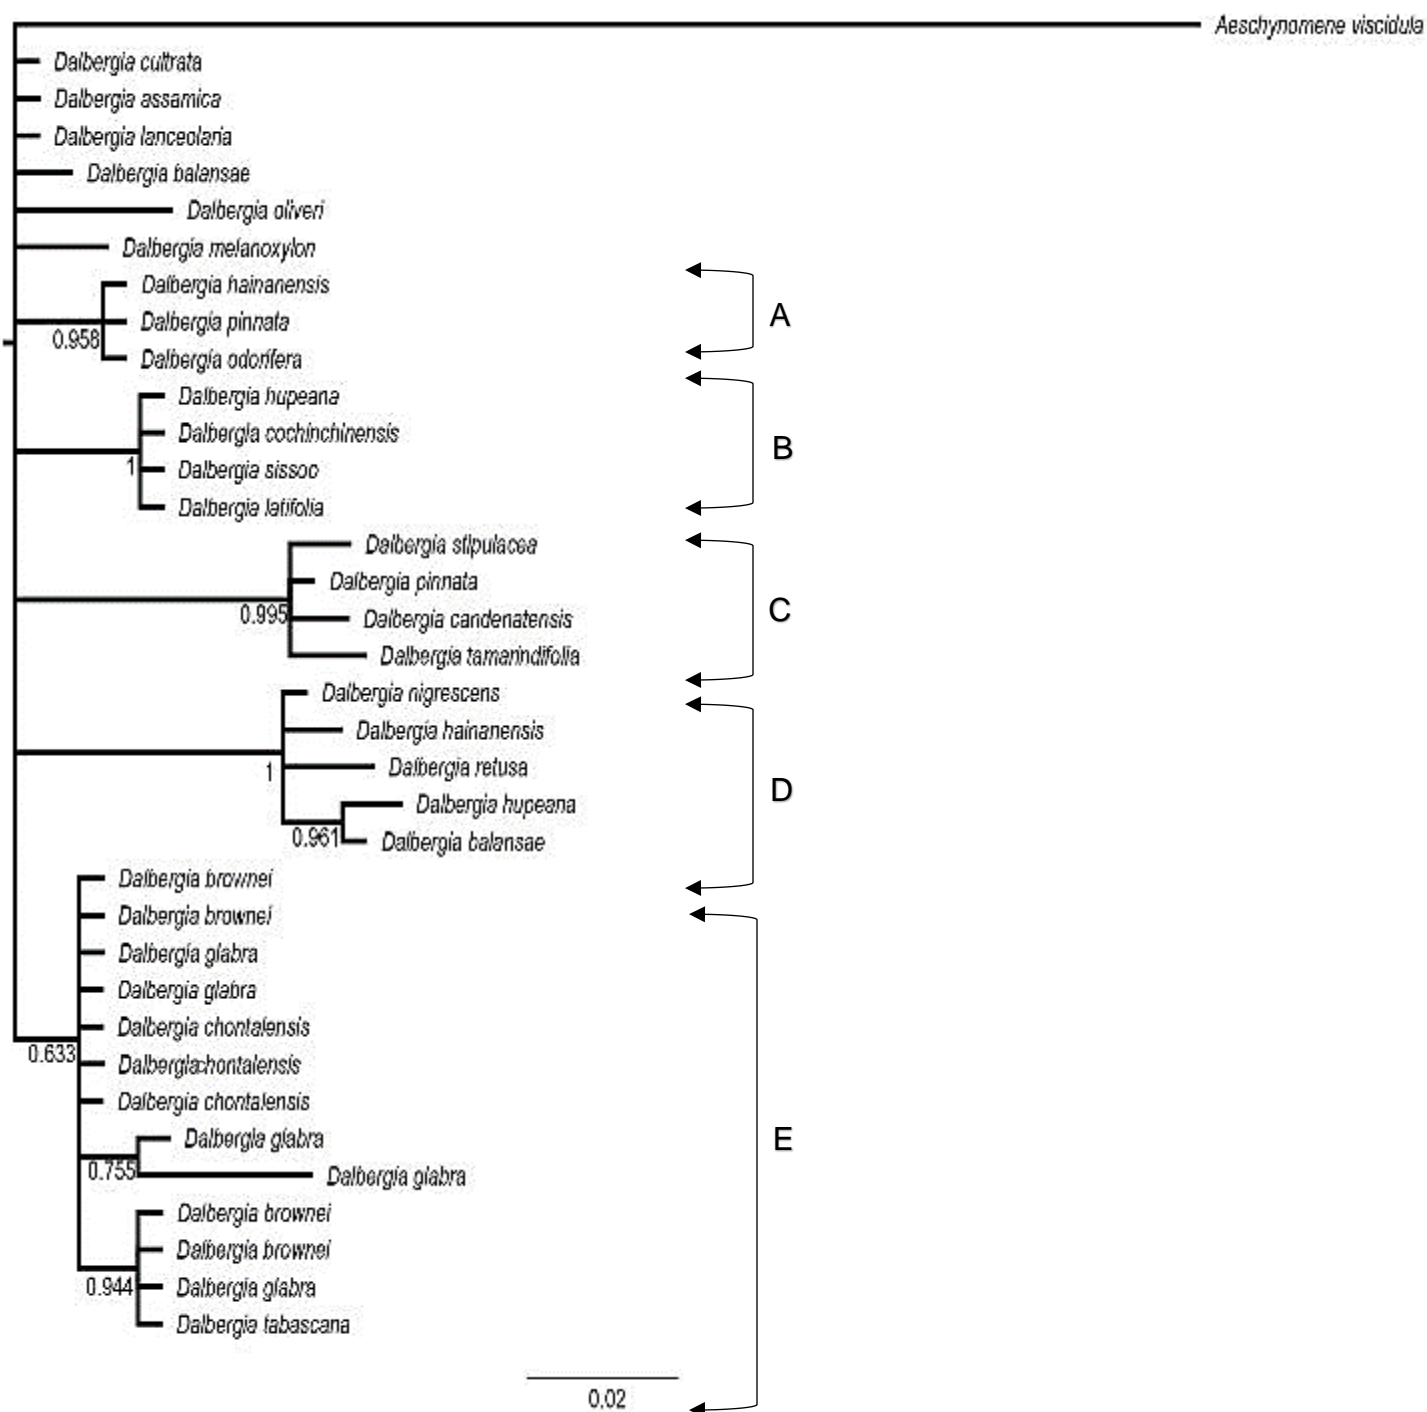 Aeschynomene viscidula
Dalbergia cultrata
Dalbergia assamica
Dalbergia lanceolaria
Dalbergia balansae
Dalbergia oliveri
Dalbergia melanoxylon
Dalbergia hainanensis
Dalbergia pinnata
A
0.958
Dalbergia odorifera
Dalbergia hupeana
Dalbergia cochinchinensis
B
1
Dalbergia sissoo
Dalbergia latifolia
Dalbergia stipulacea
Dalbergia pinnata
C
0.995
Dalbergia candenatensis
Dalbergia tamarindifolia
Dalbergia nigrescens
Dalbergia hainanensis
1
Dalbergia retusa
D
Dalbergia hupeana
0.961
Dalbergia balansae
Dalbergia brownei
Dalbergia brownei
Dalbergia glabra
Dalbergia glabra
Dalbergia chontalensis
0.633
Dalbergiachontalensis
Dalbergia chontalensis
Dalbergia glabra
E
0.755
Dalbergia glabra
Dalbergia brownei
Dalbergia brownei
0.944
Dalbergia glabra
Dalbergia tabascana
0.02